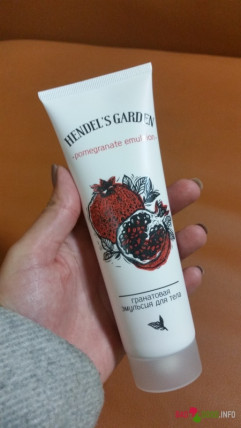 HENDEL'S GARDEN
-pomegranate emulsion-
гранатовая
эмульсия для тела